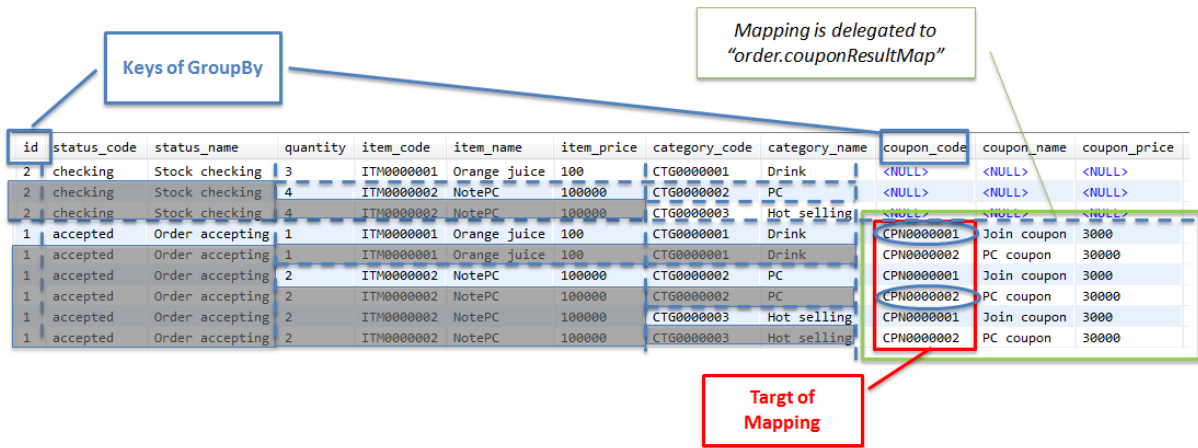 Mapping is delegated to
“order.couponResultMap”
Keys of GroupBy
id status_code status_name quantity item_code item_name item_price category_code category_name coupon_code coupon_name coupon_price
2 checking Stock checking 3 ITM0000001 Orange juice 100 CTG0000001 Drink <NULL> <NULL> <NULL>
2 checking Stock checking 4 ITM0000002 NotePC 100000 CTG0000002 PC <NULL> <NULL> <NULL>
2 checking Stock checking 4 ITM0000002 NotePC 100000 CTG0000003 Hot selling <NULL> <NULL> <NULL>
1 accepted Order accepting 1 ITM0000001 Orange juice 100 CTG0000001 Drink CPN0000001 Join coupon 3000
1 accepted Order accepting 1 ITM0000001 Orange juice 100 CTG0000001 Drink CPN0000002 PC coupon 30000
1 accepted Order accepting 2 ITM0000002 NotePC 100000 CTG0000002 PC CPN0000001 Join coupon 3000
1 accepted Order accepting 2 ITM0000002 NotePC 100000 CTG0000002 PC CPN0000002 PC coupon 30000
1 accepted Order accepting 2 ITM0000002 NotePC 100000 CTG0000003 Hot selling CPN0000001 Join coupon 3000
1 accepted Order accepting 2 ITM0000002 NotePC 100000 CTG0000003 Hot selling CPN0000002 PC coupon 30000
Targt of
Mapping